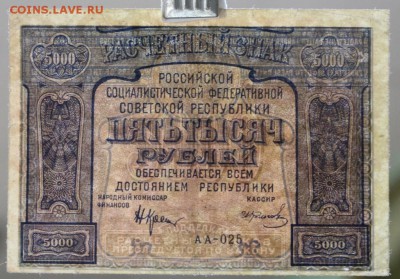 COINS.LAVE.RU
РАСЧЕТНЫЙ ЗНАК
5000 5000
РОССИЙСКОЙ
СОЦИАЛИСТИЧЕСКОЙ ФЕДЕРАТИВНОЙ
СОВЕТСКОЙ РЕСПУБЛИКИ
ПЯТЬ ТЫСЯЧ
РУБЛЕЙ
ОБЕСПЕЧИВАЕТСЯ ВСЕМ
ДОСТОЯНИЕМ РЕСПУБЛИКИ
НАРОДНЫЙ КОМИССАР
ФИНАНСОВ
КАССИР
АА-025
5000 5000